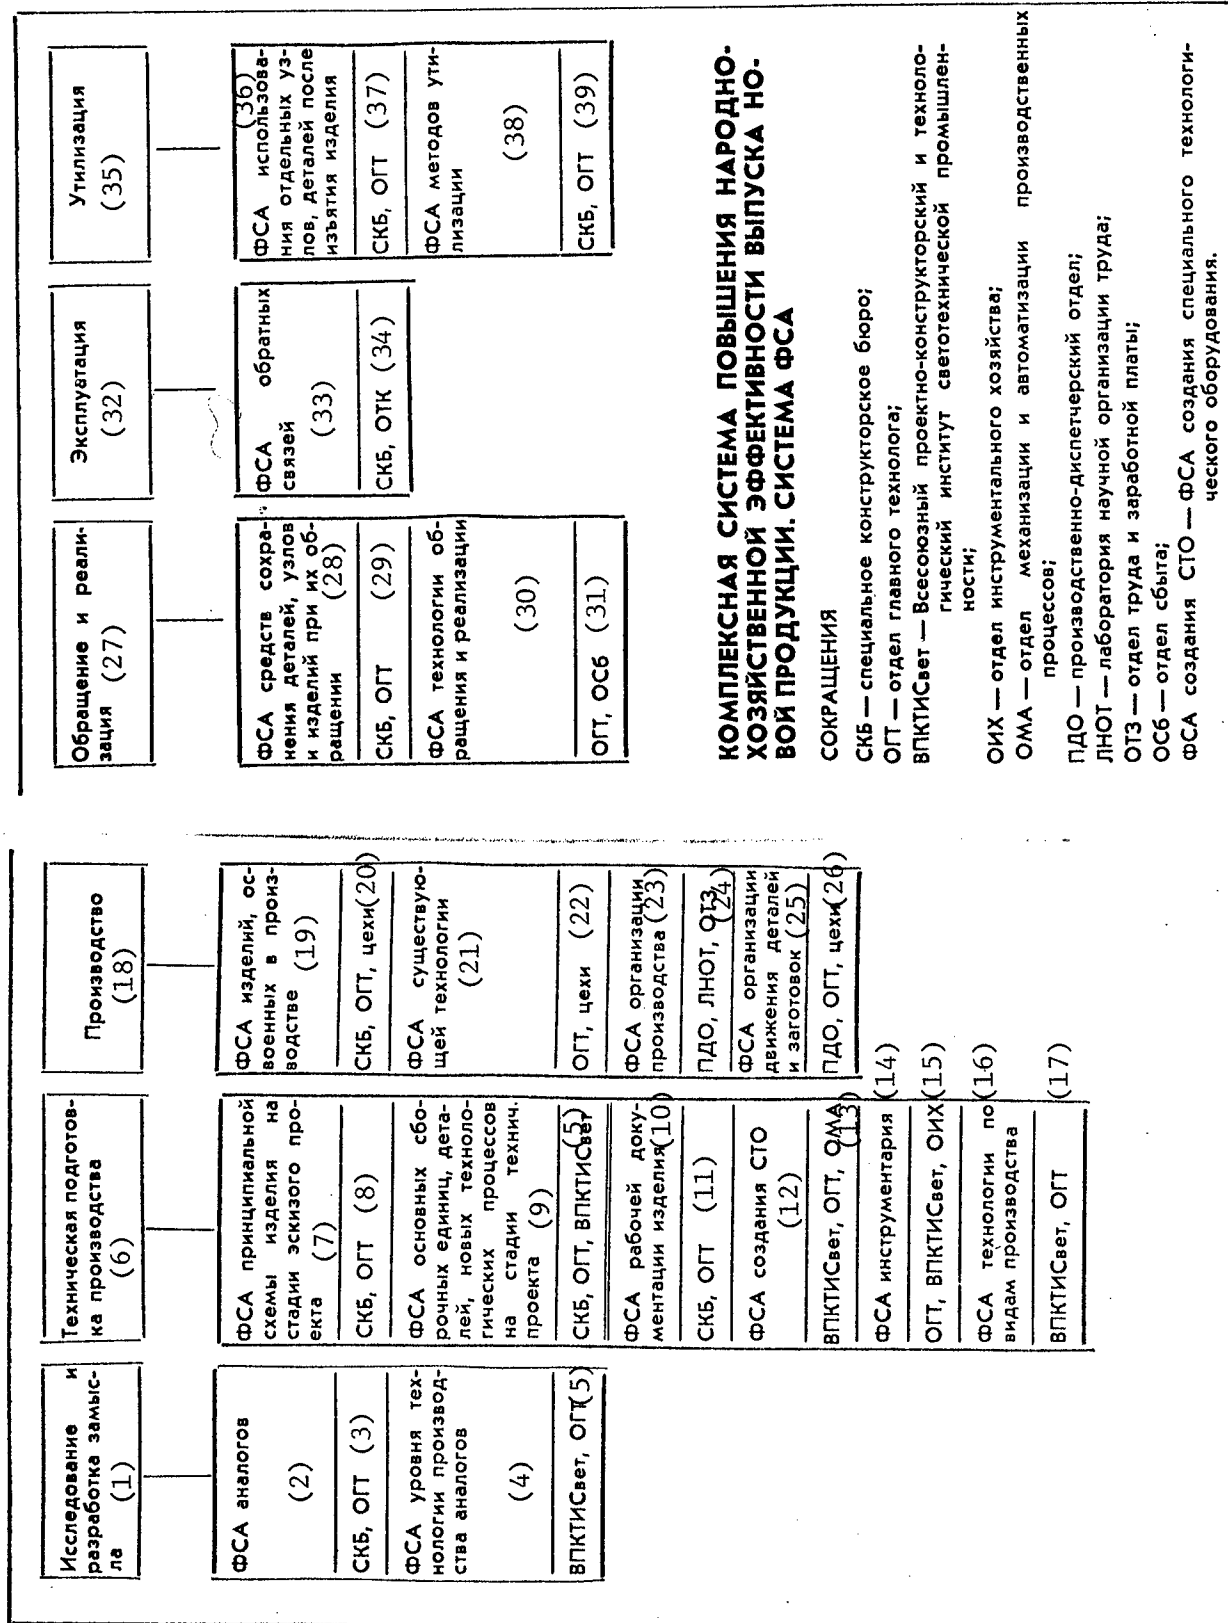 Исследование и
разработка замыс-
ла (1)
ФСА аналогов
(2)
СКБ, ОГТ (3)
ФСА уровня тех-
нологии производ-
ства аналогов
(4)
ВПКТИСвет, ОГТ(5)
Техническая подготов-
ка производства
(6)
ФСА принципиальной
схемы изделия на
стадии эскизого про-
екта (7)
СКБ, ОГТ (8)
ФСА основных сбо-
рочных единиц, дета-
лей, новых техноло-
гических процессов
на стадии технич.
проекта (9)
СКБ, ОГТ, ВПКТИСвет (5)
ФСА рабочей доку-
ментации изделия(10)
СКБ, ОГТ (11)
ФСА создания СТО
(12)
ВПКТИСвет, ОГТ, ОМА
(13)
ФСА инструментария (14)
ОГТ, ВПКТИСвет, ОИХ (15)
ФСА технологии по (16)
видам производства
ВПКТИСвет, ОГТ (17)
Производство
(18)
ФСА изделий, ос-
военных в произ-
водстве (19)
СКБ, ОГТ, цехи(20)
ФСА существую-
щей технологии
(21)
ОГТ, цехи (22)
ФСА организации
производства (23)
ПДО, ЛНОТ, ОТЗ
(24)
ФСА организации
движения деталей
и заготовок (25)
ПДО, ОГТ, цехи(26)
Обращение и реали-
зация (27)
ФСА средств сохра-
нения деталей, узлов
и изделий при их об-
ращении (28)
СКБ, ОГТ (29)
ФСА технологии об-
ращения и реализации
(30)
ОГТ, ОСб (31)
Эксплуатация
(32)
ФСА обратных
связей (33)
СКБ, ОТК (34)
Утилизация
(35)
(36)
ФСА использова-
ния отдельных уз-
лов, деталей после
изъятия изделия
СКБ, ОГТ (37)
ФСА методов ути-
лизации
(38)
СКБ, ОГТ (39)
КОМПЛЕКСНАЯ СИСТЕМА ПОВЫШЕНИЯ НАРОДНО-
ХОЗЯЙСТВЕННОЙ ЭФФЕКТИВНОСТИ ВЫПУСКА НО-
ВОЙ ПРОДУКЦИИ. СИСТЕМА ФСА
СОКРАЩЕНИЯ
СКБ — специальное конструкторское бюро;
ОГТ — отдел главного технолога;
ВПКТИСвет — Всесоюзный проектно-конструкторский и техноло-
гический институт светотехнической промышлен-
ности;
ОИХ — отдел инструментального хозяйства;
ОМА — отдел механизации и автоматизации производственных
процессов;
ПДО — производственно-диспетчерский отдел;
ЛНОТ — лаборатория научной организации труда;
ОТЗ — отдел труда и заработной платы;
ОСб — отдел сбыта;
ФСА создания СТО — ФСА создания специального технологи-
ческого оборудования.